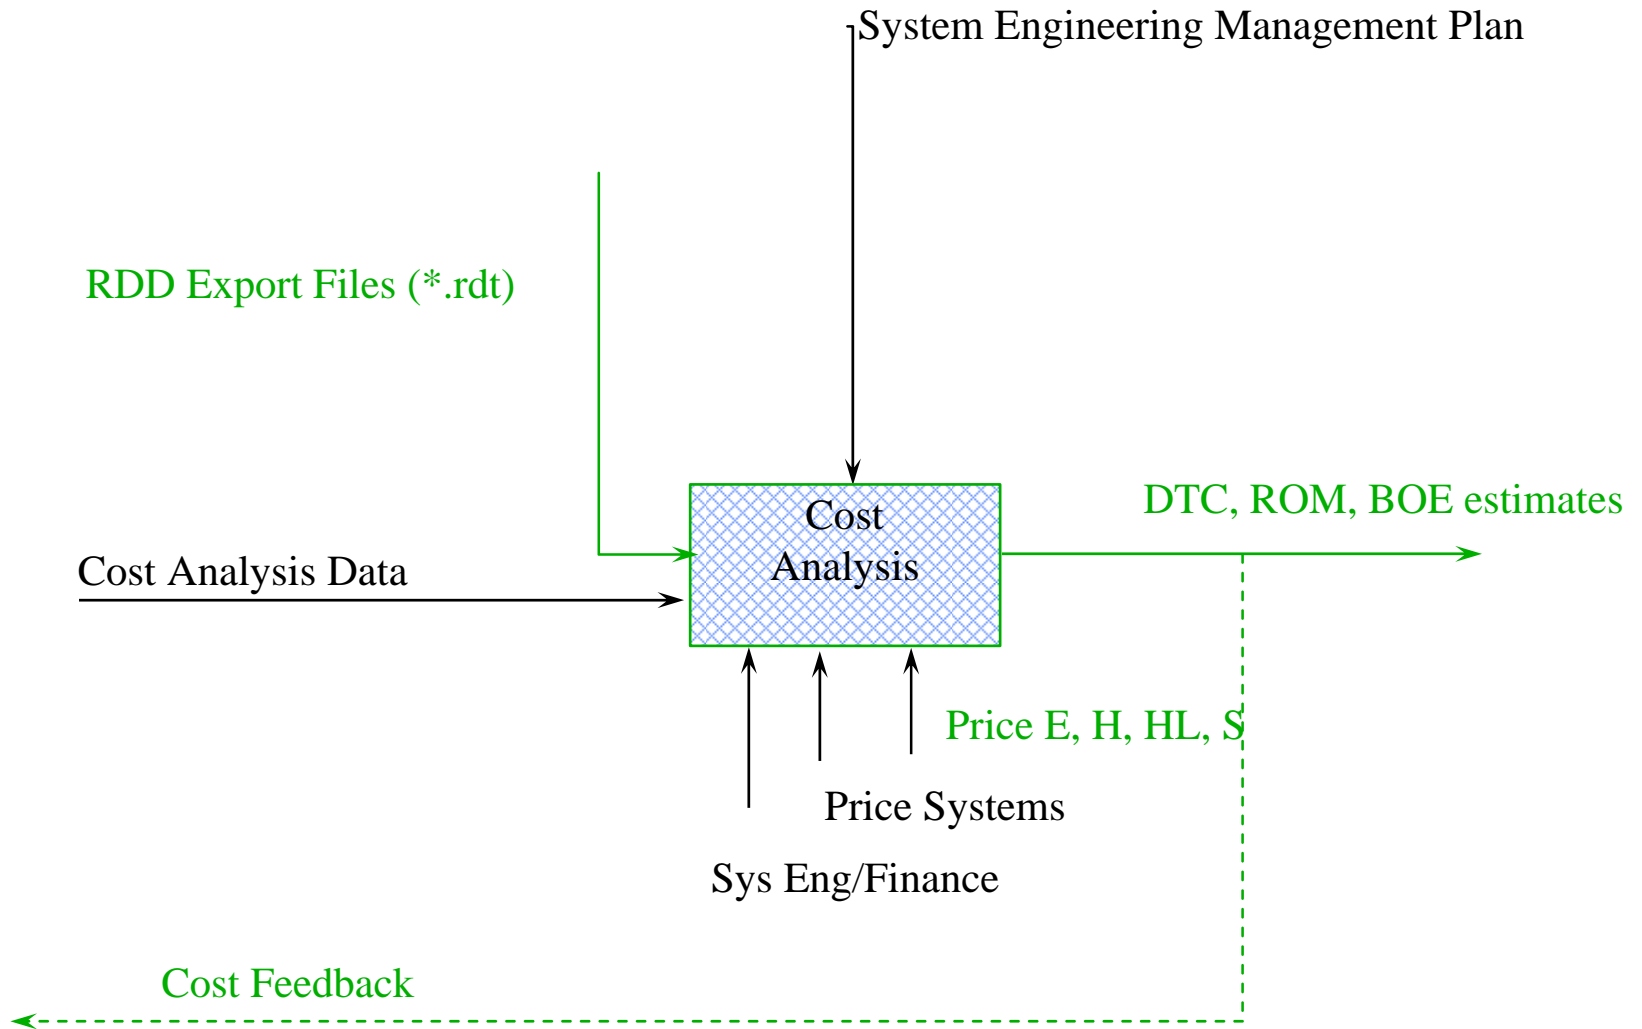 System Engineering Management Plan
RDD Export Files (*.rdt)
DTC, ROM, BOE estimates
Cost
Analysis
Cost Analysis Data
Price E, H, HL, S
Price Systems
Sys Eng/Finance
Cost Feedback